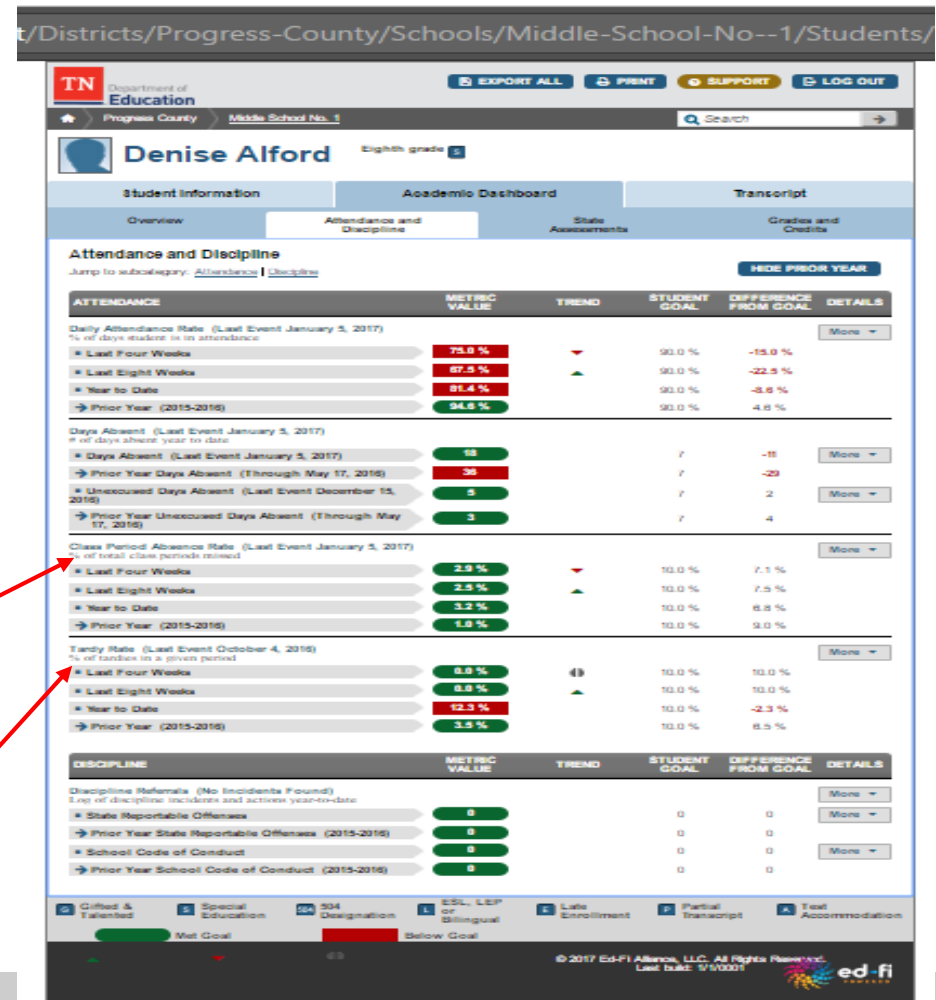 t/Districts/Progress-County/Schools/Middle-School-No--1/Students/
TN Department of Education
EXPORT ALL PRINT SUPPORT LOG OUT
Progress County Middle School No. 1 Search
Denise Alford Eighth grade S
Student Information Academic Dashboard Transcript
Overview Attendance and Discipline State Assessments Grades and Credits
Attendance and Discipline
Jump to subcategory: Attendance | Discipline HIDE PRIOR YEAR
ATTENDANCE METRIC VALUE TREND STUDENT GOAL DIFFERENCE FROM GOAL DETAILS
Daily Attendance Rate (Last Event January 5, 2017) More
% of days student is in attendance
Last Four Weeks 75.0 % 90.0 % -15.0 %
Last Eight Weeks 67.5 % 90.0 % -22.5 %
Year to Date 81.4 % 90.0 % -8.6 %
Prior Year (2015-2016) 94.6 % 90.0 % 4.6 %
Days Absent (Last Event January 5, 2017)
# of days absent year to date
Days Absent (Last Event January 5, 2017) 18 7 -11 More
Prior Year Days Absent (Through May 17, 2016) 36 7 -29
Unexcused Days Absent (Last Event December 15, 2016) 5 7 2 More
Prior Year Unexcused Days Absent (Through May 17, 2016) 3 7 4
Class Period Absence Rate (Last Event January 5, 2017) More
% of total class periods missed
Last Four Weeks 2.9 % 10.0 % 7.1 %
Last Eight Weeks 2.5 % 10.0 % 7.5 %
Year to Date 3.2 % 10.0 % 6.8 %
Prior Year (2015-2016) 1.0 % 10.0 % 9.0 %
Tardy Rate (Last Event October 4, 2016) More
% of tardies in a given period
Last Four Weeks 0.0 % 10.0 % 10.0 %
Last Eight Weeks 0.0 % 10.0 % 10.0 %
Year to Date 12.3 % 10.0 % -2.3 %
Prior Year (2015-2016) 3.5 % 10.0 % 6.5 %
DISCIPLINE METRIC VALUE TREND STUDENT GOAL DIFFERENCE FROM GOAL DETAILS
Discipline Referrals (No Incidents Found) More
Log of discipline incidents and actions year-to-date
State Reportable Offenses 0 0 0 More
Prior Year State Reportable Offenses (2015-2016) 0 0 0
School Code of Conduct 0 0 0 More
Prior Year School Code of Conduct (2015-2016) 0 0 0
G Gifted & Talented S Special Education 504 504 Designation L ESL, LEP or Bilingual E Late Enrollment P Partial Transcript A Test Accommodation
Met Goal Below Goal
© 2017 Ed-Fi Alliance, LLC. All Rights Reserved.
Last build: 1/1/0001
ed-fi
POWERED